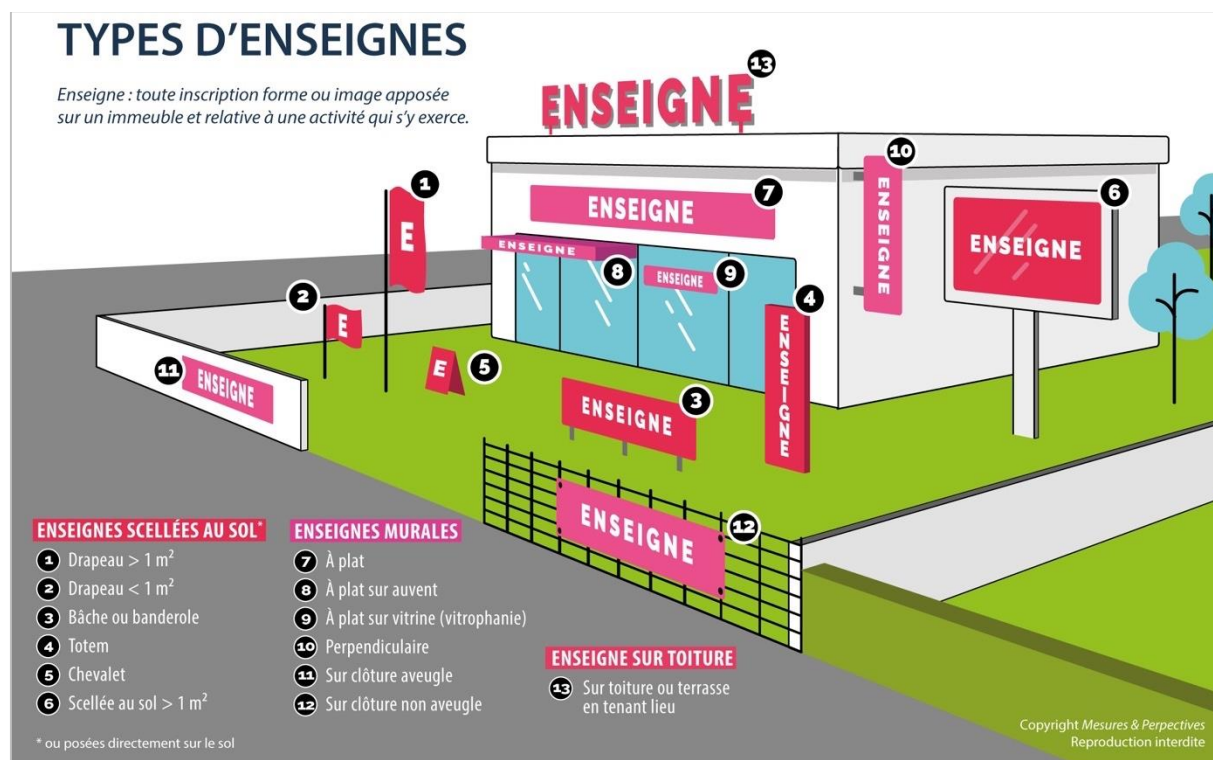 TYPES D'ENSEIGNES
Enseigne : toute inscription forme ou image apposée
sur un immeuble et relative à une activité qui s'y exerce.
13
ENSEIGNE
10
ENSEIGNE
1
E
7
ENSEIGNE
6
ENSEIGNE
ENSEIGNE
8
ENSEIGNE
9
2
E
4
ENSEIGNE
11
ENSEIGNE
E
5
3
ENSEIGNE
12
ENSEIGNE
ENSEIGNES SCELLÉES AU SOL*
1 Drapeau > 1 m²
2 Drapeau < 1 m²
3 Bâche ou banderole
4 Totem
5 Chevalet
6 Scellée au sol > 1 m²
* ou posées directement sur le sol
ENSEIGNES MURALES
7 À plat
8 À plat sur auvent
9 À plat sur vitrine (vitrophanie)
10 Perpendiculaire
11 Sur clôture aveugle
12 Sur clôture non aveugle
ENSEIGNE SUR TOITURE
13 Sur toiture ou terrasse
en tenant lieu
Copyright Mesures & Perpectives
Reproduction interdite